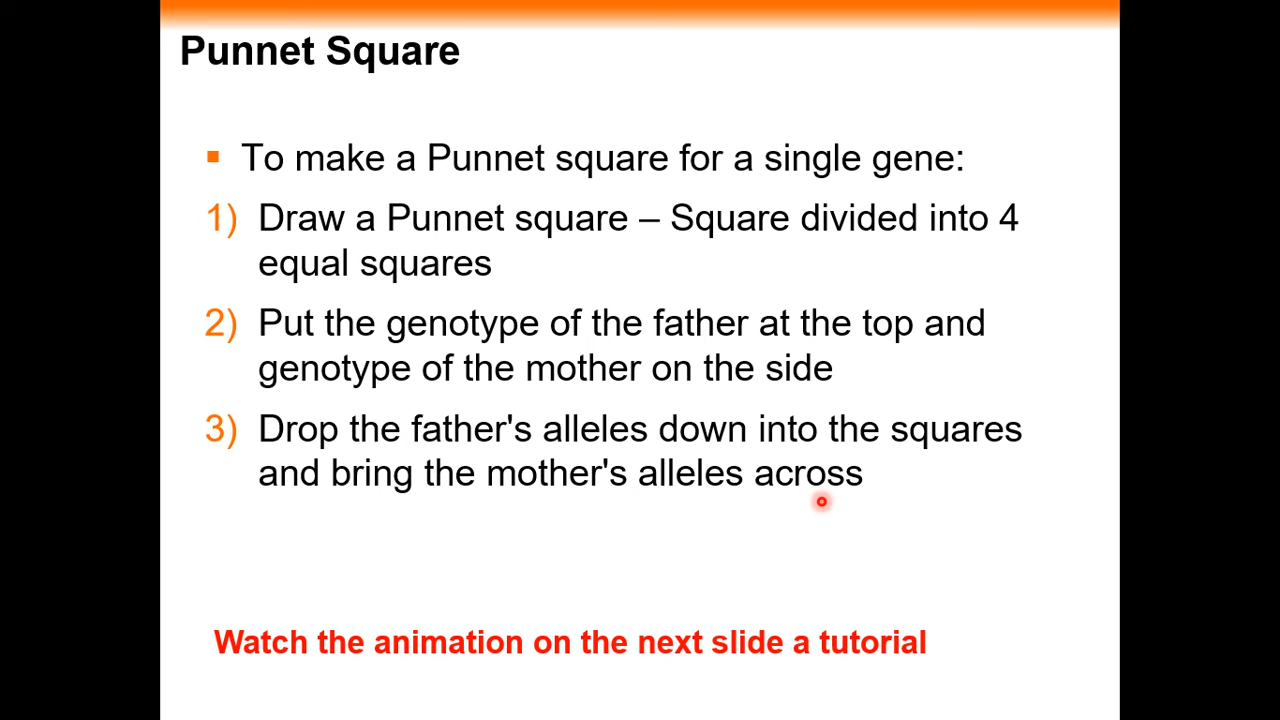 Punnet Square
▪ To make a Punnet square for a single gene:
1) Draw a Punnet square – Square divided into 4
equal squares
2) Put the genotype of the father at the top and
genotype of the mother on the side
3) Drop the father's alleles down into the squares
and bring the mother's alleles across
Watch the animation on the next slide a tutorial